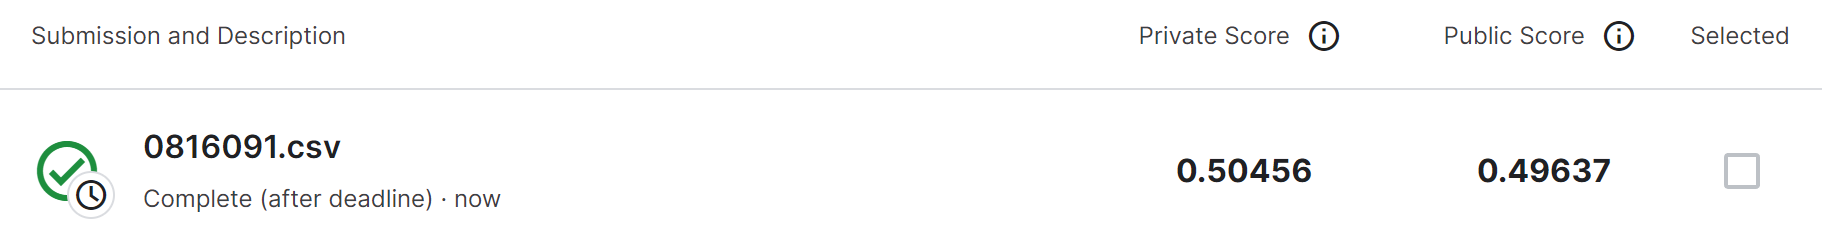 Submission and Description Private Score Public Score Selected
0816091.csv
0.50456 0.49637
Complete (after deadline) · now